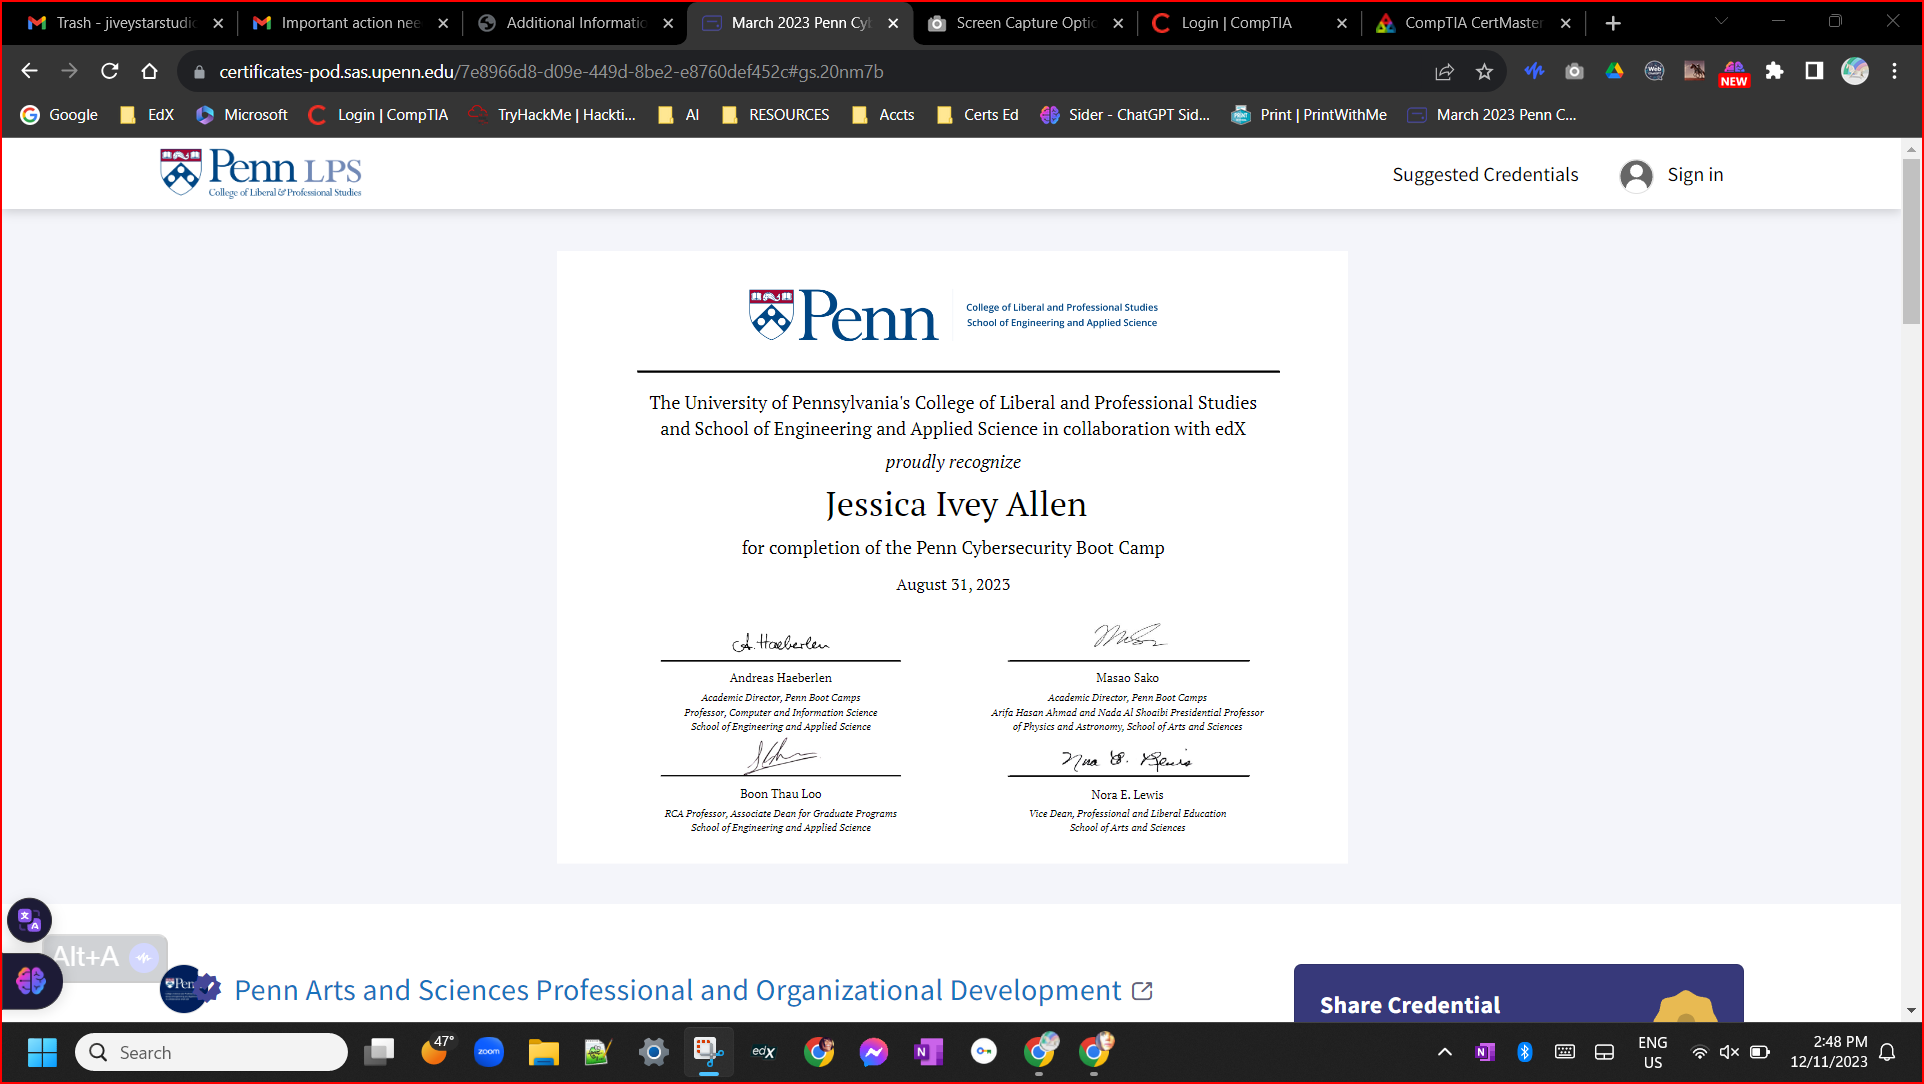 Trash - jiveystarstudi
Important action nee
Additional Informatio
March 2023 Penn Cyb
Screen Capture Optio
Login | CompTIA
CompTIA CertMaster
certificates-pod.sas.upenn.edu/7e8966d8-d09e-449d-8be2-e8760def452c#gs.20nm7b
NEW
Google
EdX
Microsoft
Login | CompTIA
TryHackMe | Hackti...
AI
RESOURCES
Accts
Certs Ed
Sider - ChatGPT Sid...
Print | PrintWithMe
March 2023 Penn C...
Penn LPS
College of Liberal & Professional Studies
Suggested Credentials
Sign in
Penn
College of Liberal and Professional Studies
School of Engineering and Applied Science
The University of Pennsylvania's College of Liberal and Professional Studies
and School of Engineering and Applied Science in collaboration with edX
proudly recognize
Jessica Ivey Allen
for completion of the Penn Cybersecurity Boot Camp
August 31, 2023
A. Haeberlen
Andreas Haeberlen
Academic Director, Penn Boot Camps
Professor, Computer and Information Science
School of Engineering and Applied Science
Masao Sako
Academic Director, Penn Boot Camps
Arifa Hasan Ahmad and Nada Al Shoaibi Presidential Professor
of Physics and Astronomy, School of Arts and Sciences
Boon Thau Loo
RCA Professor, Associate Dean for Graduate Programs
School of Engineering and Applied Science
Nora E. Lewis
Nora E. Lewis
Vice Dean, Professional and Liberal Education
School of Arts and Sciences
Alt+A
Penn Arts and Sciences Professional and Organizational Development
Share Credential
Search
47°
zoom
edX
ENG
US
2:48 PM
12/11/2023